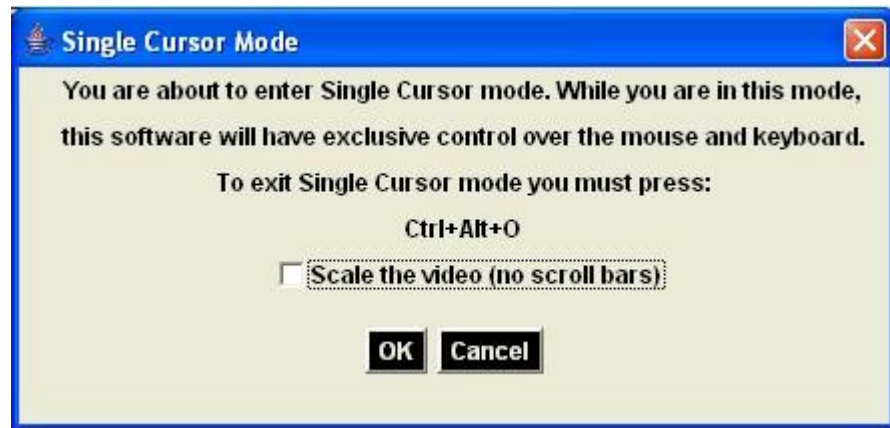 Single Cursor Mode
You are about to enter Single Cursor mode. While you are in this mode,
this software will have exclusive control over the mouse and keyboard.
To exit Single Cursor mode you must press:
Ctrl+Alt+O
Scale the video (no scroll bars)
OK Cancel